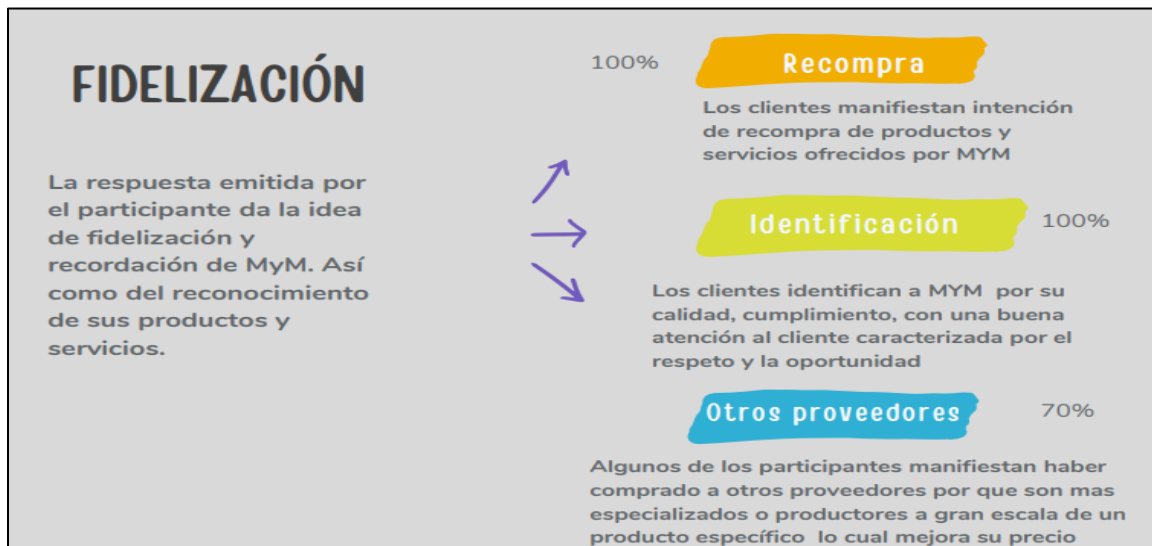 FIDELIZACIÓN
La respuesta emitida por
el participante da la idea
de fidelización y
recordación de MyM. Así
como del reconocimiento
de sus productos y
servicios.
100%
Recompra
Los clientes manifiestan intención
de recompra de productos y
servicios ofrecidos por MYM
Identificación
100%
Los clientes identifican a MYM por su
calidad, cumplimiento, con una buena
atención al cliente caracterizada por el
respeto y la oportunidad
Otros proveedores
70%
Algunos de los participantes manifiestan haber
comprado a otros proveedores por que son mas
especializados o productores a gran escala de un
producto específico lo cual mejora su precio